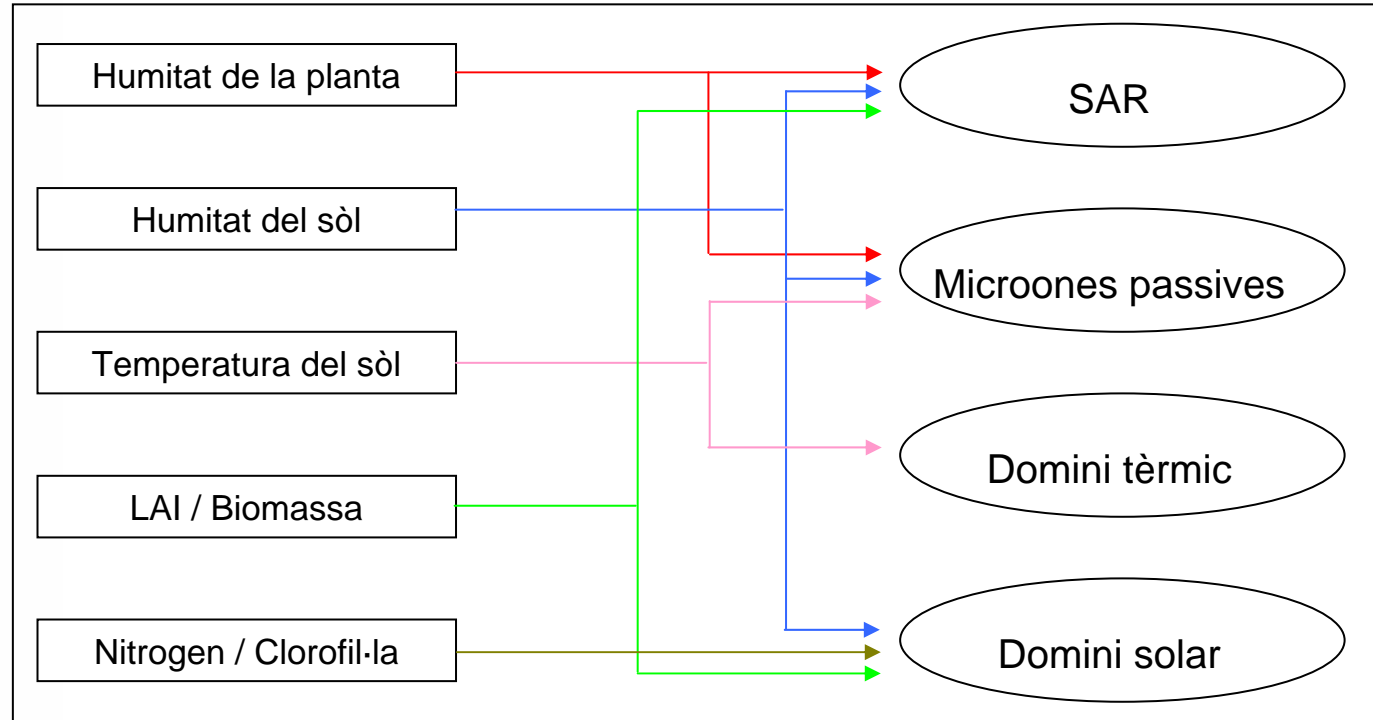 Humitat de la planta
SAR
Humitat del sòl
Microones passives
Temperatura del sòl
Domini tèrmic
LAI / Biomassa
Nitrogen / Clorofil·la
Domini solar